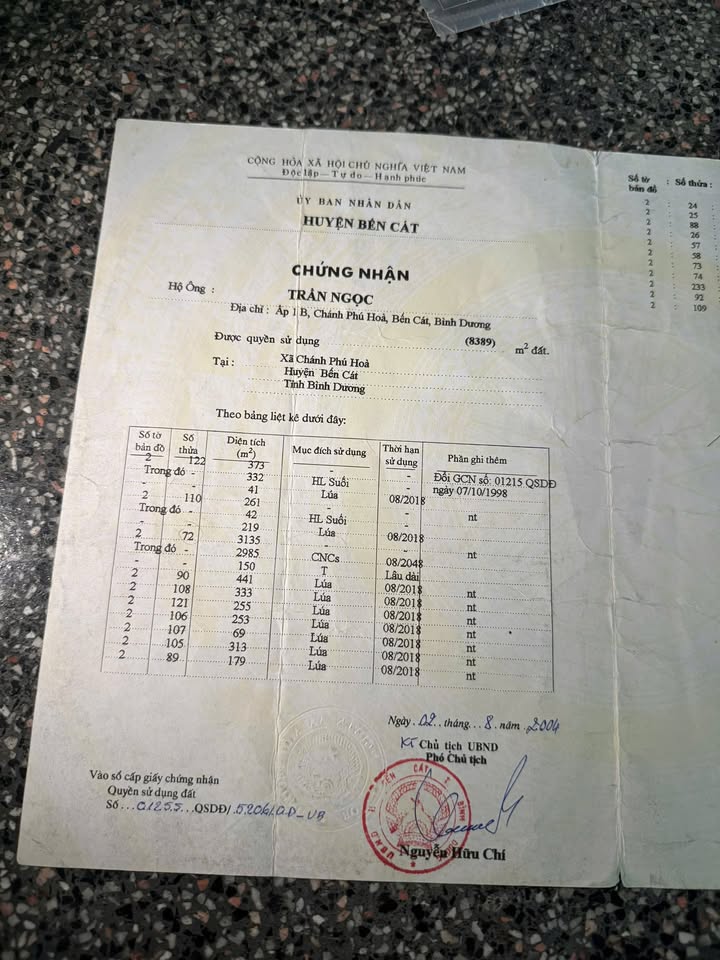 CỘNG HÒA XÃ HỘI CHỦ NGHĨA VIỆT NAM
Độc lập — Tự do — Hạnh phúc
ỦY BAN NHÂN DÂN
HUYỆN BẾN CÁT
CHỨNG NHẬN
Hộ Ông : TRẦN NGỌC
Địa chỉ : Ấp 1 B, Chánh Phú Hoà, Bến Cát, Bình Dương
Được quyền sử dụng (8389) m² đất.
Tại : Xã Chánh Phú Hoà
Huyện Bến Cát
Tỉnh Bình Dương
Theo bảng liệt kê dưới đây:
Số tờ bản đồ Số thửa Diện tích (m²) Mục đích sử dụng Thời hạn sử dụng Phần ghi thêm
2 122 373 - - Đổi GCN số: 01215 QSDĐ
Trong đó - 332 HL Suối - ngày 07/10/1998
- - 41 Lúa 08/2018
2 110 261 - - nt
Trong đó - 42 HL Suối -
- - 219 Lúa 08/2018
2 72 3135 - - nt
Trong đó - 2985 CNCs 08/2048
- - 150 T Lâu dài
2 90 441 Lúa 08/2018 nt
2 108 333 Lúa 08/2018 nt
2 121 255 Lúa 08/2018 nt
2 106 253 Lúa 08/2018 nt
2 107 69 Lúa 08/2018 nt
2 105 313 Lúa 08/2018 nt
2 89 179 Lúa 08/2018 nt
Ngày 02 tháng 8 năm 2004
KT Chủ tịch UBND
Phó Chủ tịch
Nguyễn Hữu Chí
Vào sổ cấp giấy chứng nhận
Quyền sử dụng đất
Số 01255 QSDĐ/
Số tờ bản đồ : Số thửa :
2 : 24 :
2 : 25 :
2 : 88 :
2 : 26 :
2 : 57 :
2 : 58 :
2 : 73 :
2 : 74 :
2 : 233 :
2 : 92 :
2 : 109 :